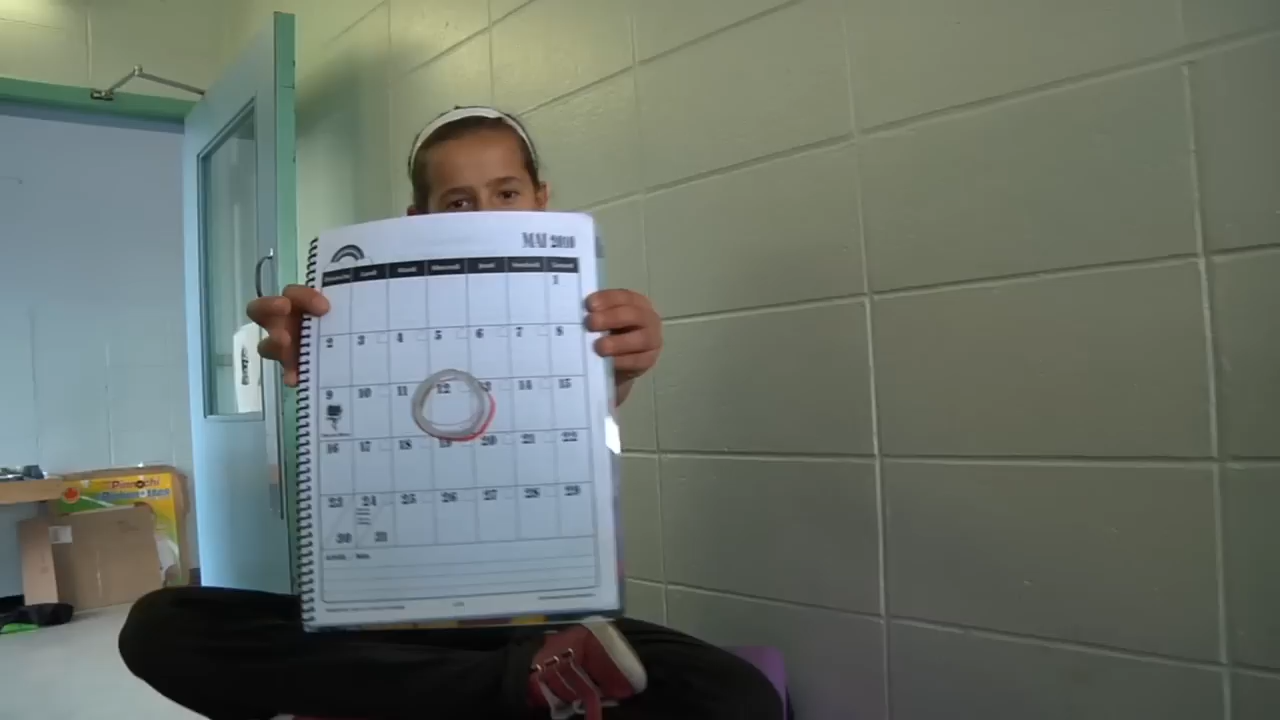 MAI 2010
Dimanche Lundi Mardi Mercredi Jeudi Vendredi Samedi
1
2 3 4 5 6 7 8
9 10 11 12 13 14 15
16 17 18 19 20 21 22
23 24 25 26 27 28 29
30 31